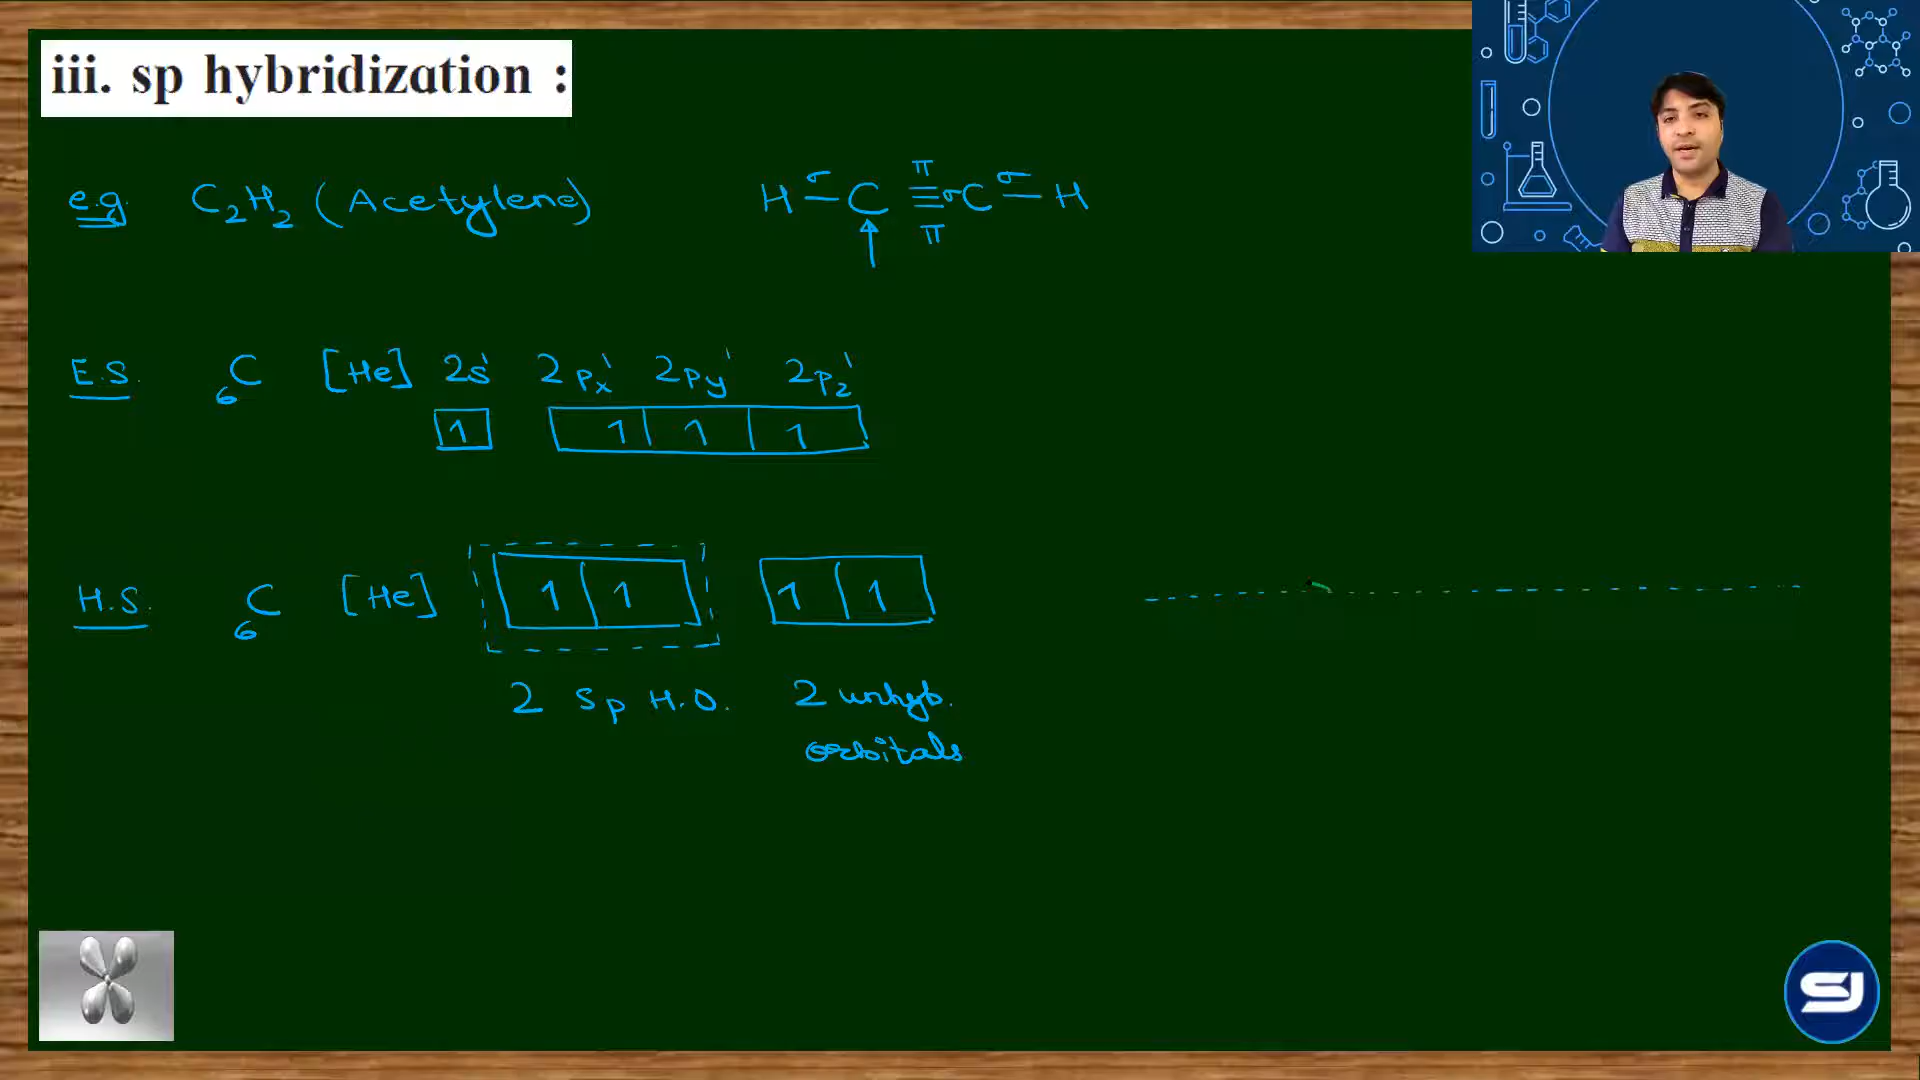 iii. sp hybridization :
e.g. C₂H₂ (Acetylene)
π
H σ— C ≡ σ C σ— H
π
E.S. ₆C [He] 2s¹ 2pₓ¹ 2py¹ 2pz¹
1 1 1 1
H.S. ₆C [He] 1 1 1 1
2 sp H.O. 2 unhyb.
orbitals
SJ